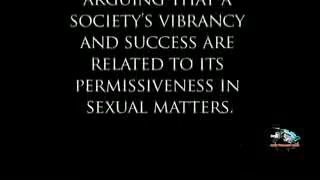 ARGUING THAT A
SOCIETY'S VIBRANCY
AND SUCCESS ARE
RELATED TO ITS
PERMISSIVENESS IN
SEXUAL MATTERS.